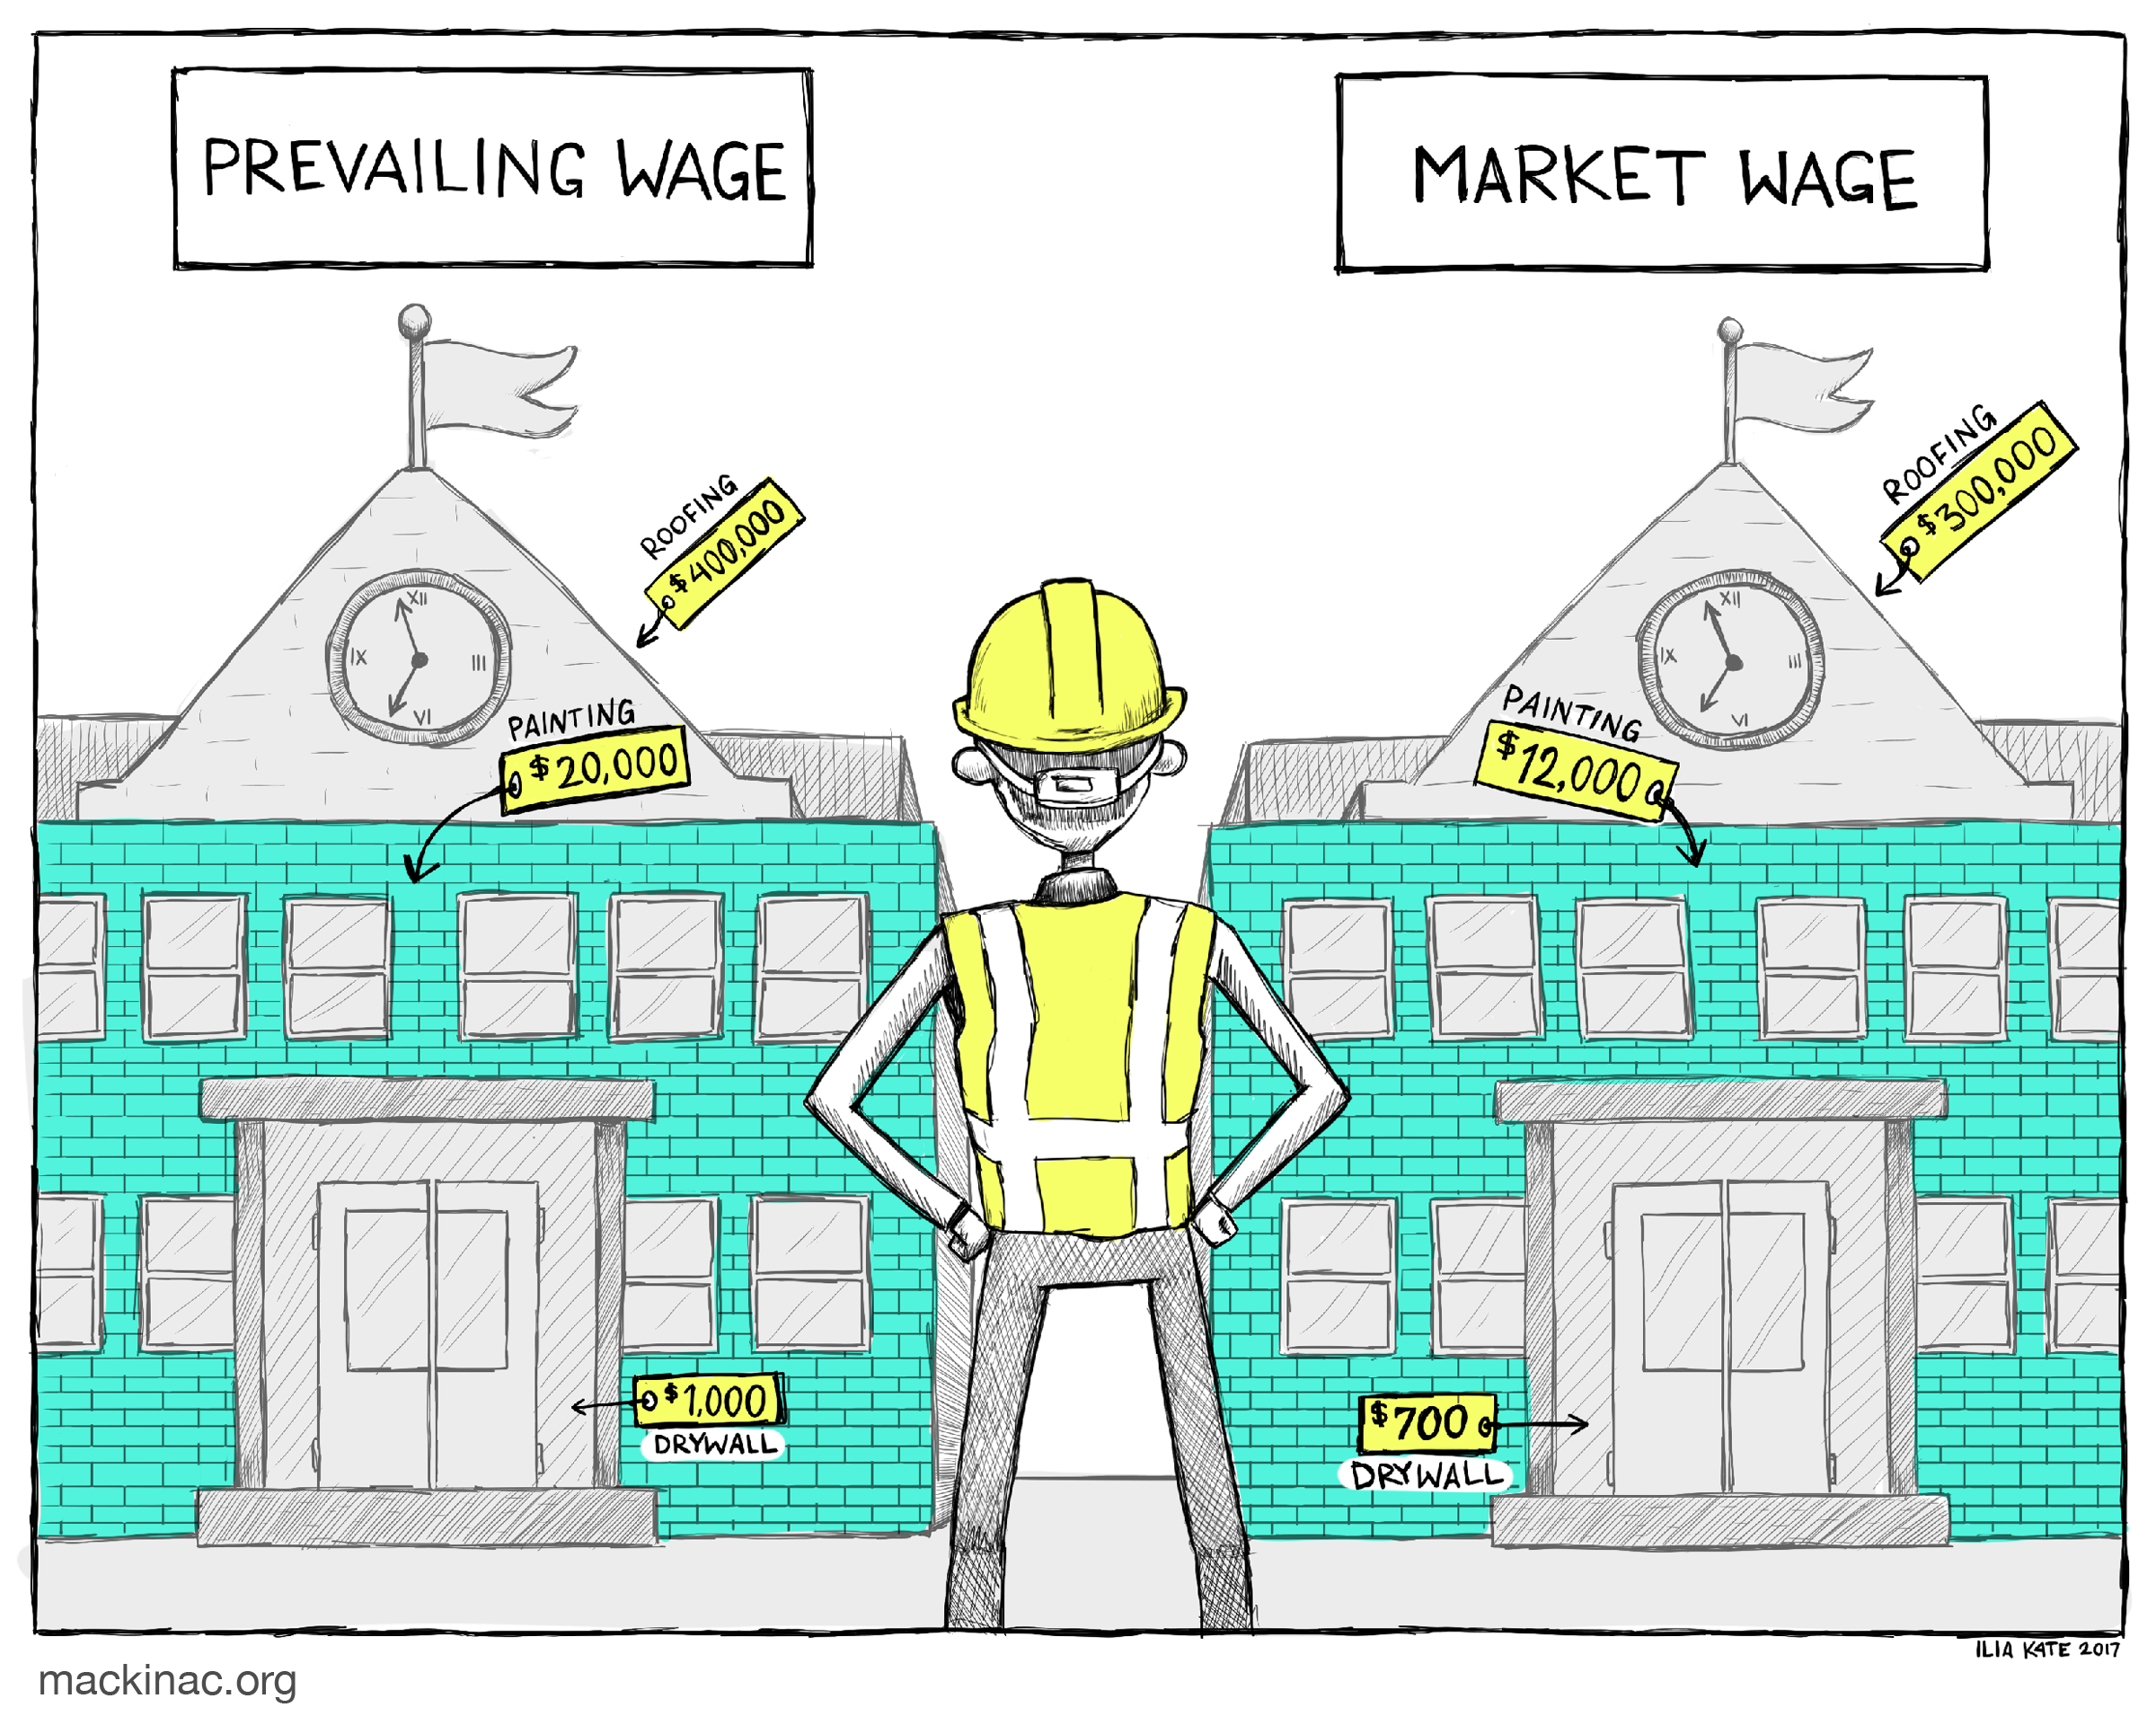 PREVAILING WAGE
MARKET WAGE
ROOFING
$400,000
ROOFING
$300,000
XII
III
VI
IX
XII
III
VI
IX
PAINTING
$20,000
PAINTING
$12,000
$1,000
DRYWALL
$700
DRYWALL
ILIA KATE 2017
mackinac.org